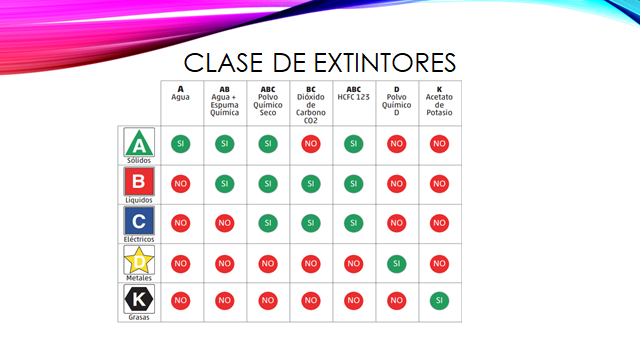 CLASE DE EXTINTORES
A AB ABC BC ABC D K
Agua Agua + Polvo Dióxido HCFC 123 Polvo Acetato
Espuma Químico de Químico de
Química Seco Carbono D Potasio
CO2
A SI SI SI NO SI NO NO
Sólidos
B NO SI SI SI SI NO NO
Líquidos
C NO NO SI SI SI NO NO
Eléctricos
D NO NO NO NO NO SI NO
Metales
K NO NO NO NO NO NO SI
Grasas